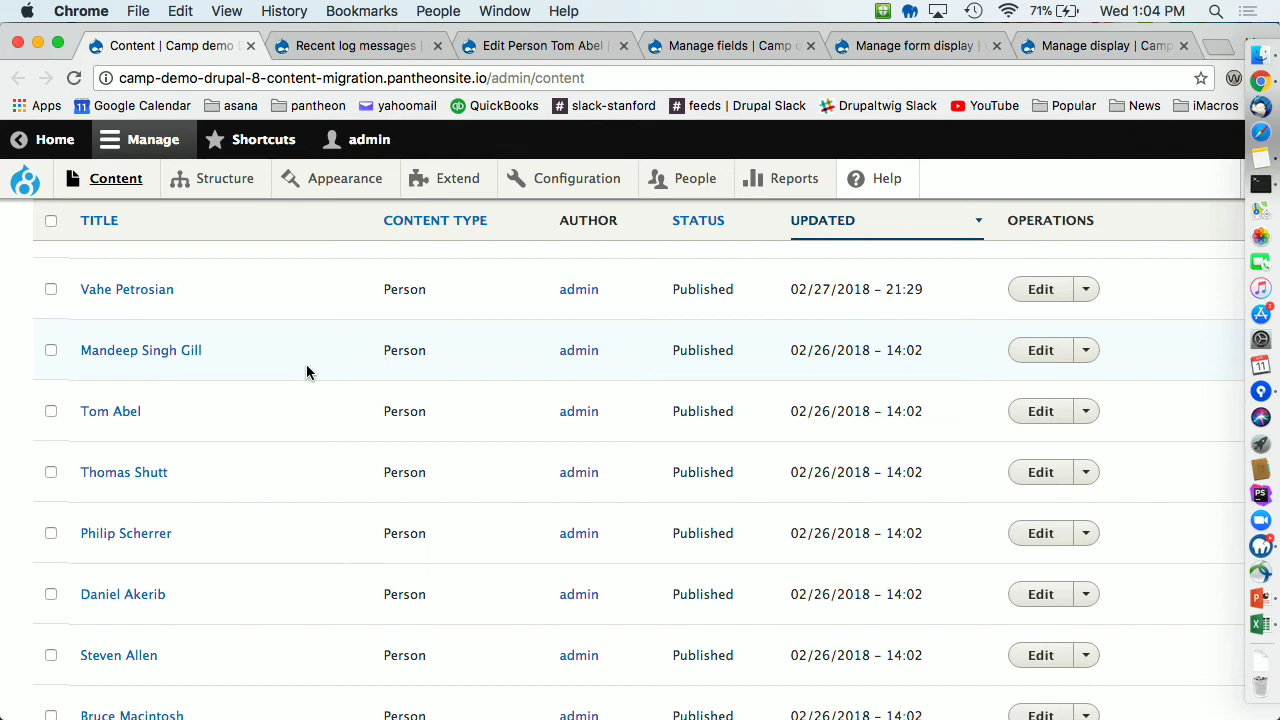 Chrome File Edit View History Bookmarks People Window Help 71% Wed 1:04 PM
Content | Camp demo D Recent log messages | Edit Person Tom Abel | Manage fields | Camp Manage form display | Manage display | Camp
camp-demo-drupal-8-content-migration.pantheonsite.io/admin/content
Apps 11 Google Calendar asana pantheon yahoomail qb QuickBooks # slack-stanford # feeds | Drupal Slack Drupaltwig Slack YouTube Popular News iMacros
Home Manage Shortcuts admin
Content Structure Appearance Extend Configuration People Reports Help
TITLE CONTENT TYPE AUTHOR STATUS UPDATED OPERATIONS
Vahe Petrosian Person admin Published 02/27/2018 – 21:29 Edit
Mandeep Singh Gill Person admin Published 02/26/2018 – 14:02 Edit
Tom Abel Person admin Published 02/26/2018 – 14:02 Edit
Thomas Shutt Person admin Published 02/26/2018 – 14:02 Edit
Philip Scherrer Person admin Published 02/26/2018 – 14:02 Edit
Daniel Akerib Person admin Published 02/26/2018 – 14:02 Edit
Steven Allen Person admin Published 02/26/2018 – 14:02 Edit
Bruce Macintosh Person admin Published 02/26/2018 – 14:02 Edit
11
PS